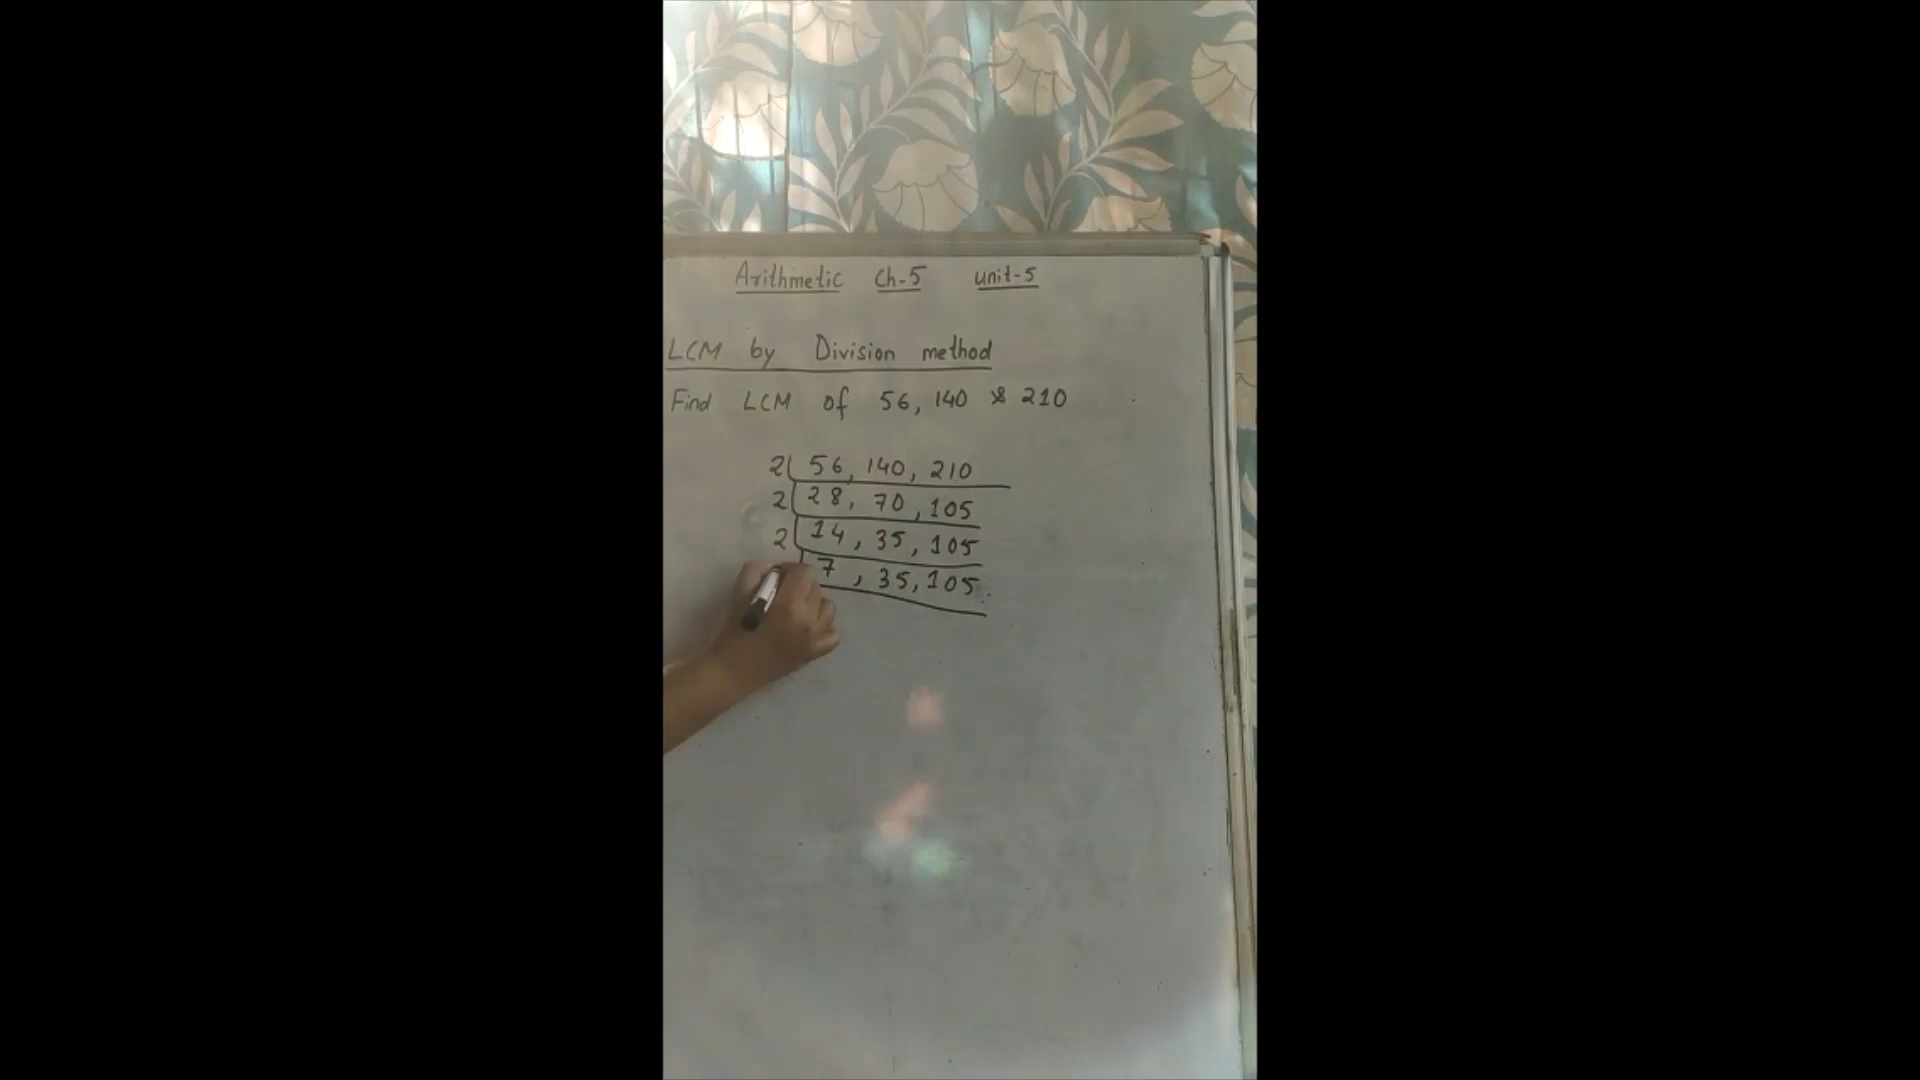 Arithmetic Ch-5 unit-5
LCM by Division method
Find LCM of 56, 140 & 210
2 56, 140, 210
2 28, 70, 105
2 14, 35, 105
7, 35, 105